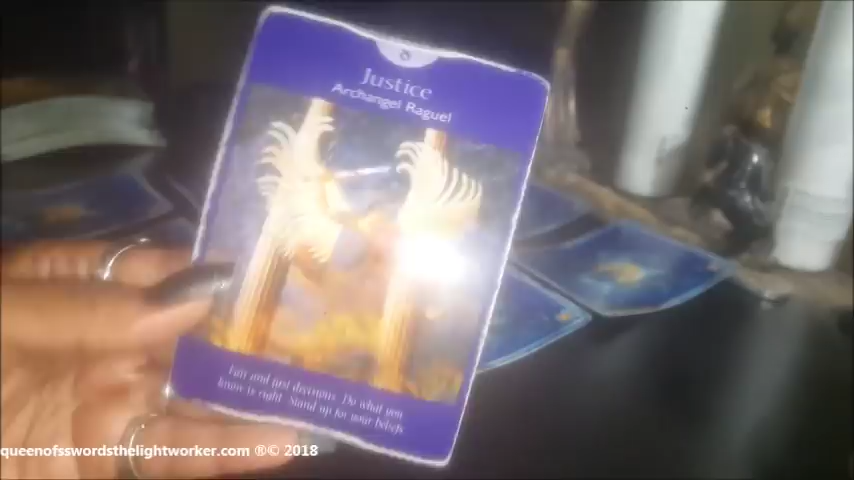 8
Justice
Archangel Raguel
Fair and just decisions. Do what you
know is right. Stand up for your beliefs
queenofsswordsthelightworker.com ®© 2018